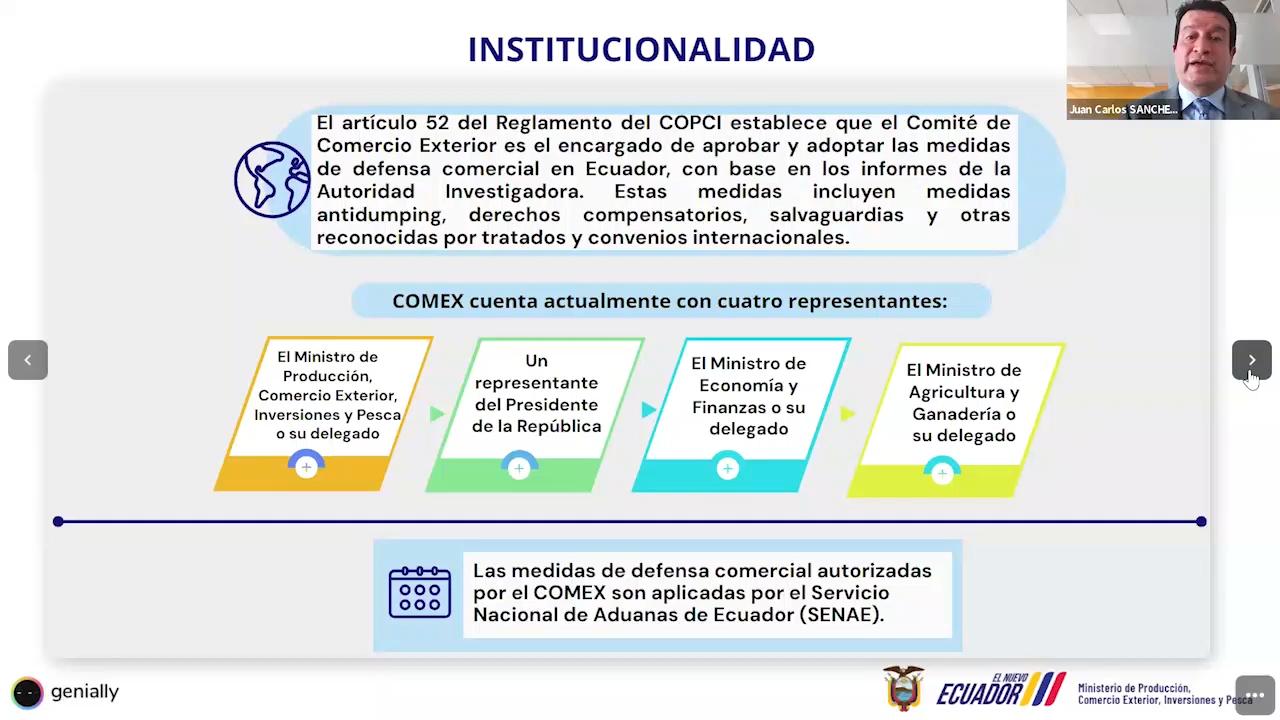 INSTITUCIONALIDAD
Juan Carlos SANCHE...
El artículo 52 del Reglamento del COPCI establece que el Comité de
Comercio Exterior es el encargado de aprobar y adoptar las medidas
de defensa comercial en Ecuador, con base en los informes de la
Autoridad Investigadora. Estas medidas incluyen medidas
antidumping, derechos compensatorios, salvaguardias y otras
reconocidas por tratados y convenios internacionales.
COMEX cuenta actualmente con cuatro representantes:
El Ministro de
Producción,
Comercio Exterior,
Inversiones y Pesca
o su delegado
Un
representante
del Presidente
de la República
El Ministro de
Economía y
Finanzas o su
delegado
El Ministro de
Agricultura y
Ganadería o
su delegado
Las medidas de defensa comercial autorizadas
por el COMEX son aplicadas por el Servicio
Nacional de Aduanas de Ecuador (SENAE).
genially
EL NUEVO
ECUADOR
Ministerio de Producción,
Comercio Exterior, Inversiones y Pesca